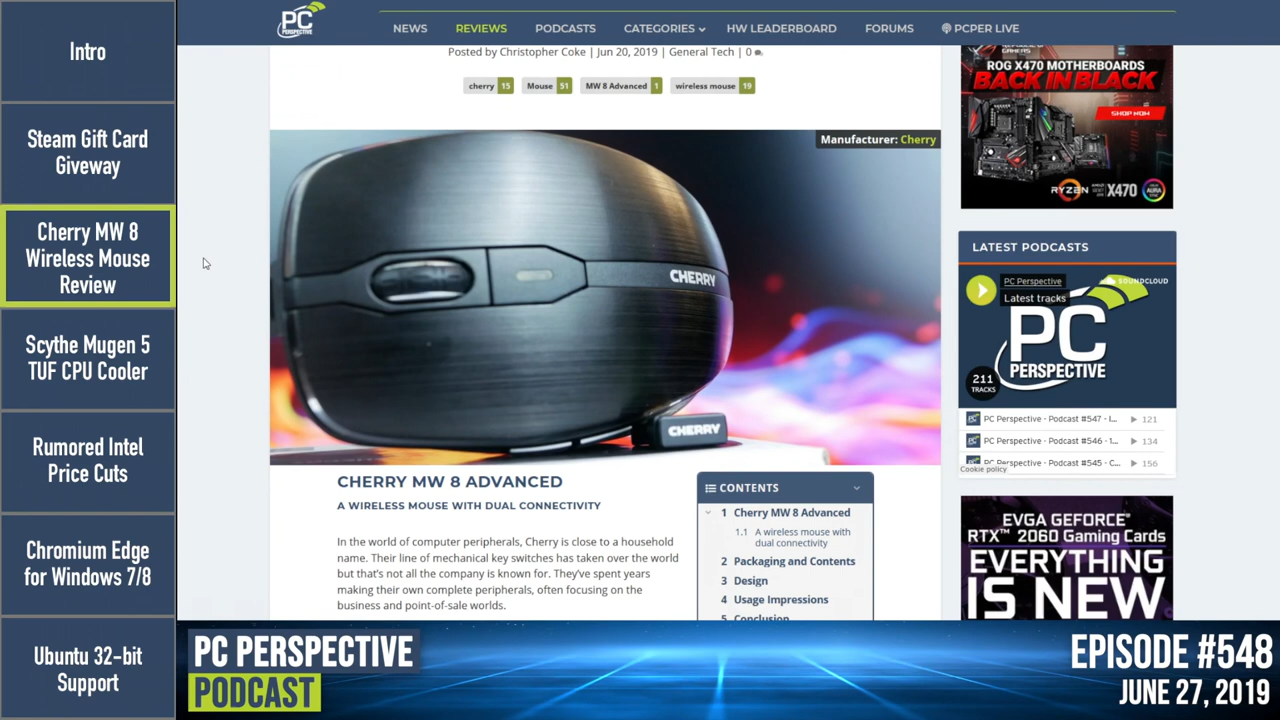 Intro
Steam Gift Card
Giveway
Cherry MW 8
Wireless Mouse
Review
Scythe Mugen 5
TUF CPU Cooler
Rumored Intel
Price Cuts
Chromium Edge
for Windows 7/8
Ubuntu 32-bit
Support
PC
PERSPECTIVE
NEWS
REVIEWS
PODCASTS
CATEGORIES
HW LEADERBOARD
FORUMS
PCPER LIVE
Posted by Christopher Coke | Jun 20, 2019 | General Tech | 0
cherry 15
Mouse 51
MW 8 Advanced 1
wireless mouse 19
Manufacturer: Cherry
CHERRY
CHERRY
CHERRY MW 8 ADVANCED
A WIRELESS MOUSE WITH DUAL CONNECTIVITY
In the world of computer peripherals, Cherry is close to a household
name. Their line of mechanical key switches has taken over the world
but that's not all the company is known for. They've spent years
making their own complete peripherals, often focusing on the
business and point-of-sale worlds.
CONTENTS
1 Cherry MW 8 Advanced
1.1 A wireless mouse with
dual connectivity
2 Packaging and Contents
3 Design
4 Usage Impressions
5 Conclusion
ROG X470 MOTHERBOARDS
BACK IN BLACK
SHOP NOW
RYZEN
X470
AURA
LATEST PODCASTS
PC Perspective
Latest tracks
SOUNDCLOUD
PC
PERSPECTIVE
211
TRACKS
PC Perspective - Podcast #547 - I... 121
PC Perspective - Podcast #546 - 1... 134
PC Perspective - Podcast #545 - C... 156
Cookie policy
EVGA GEFORCE
RTX™ 2060 Gaming Cards
EVERYTHING
IS NEW
PC PERSPECTIVE
PODCAST
EPISODE #548
JUNE 27, 2019